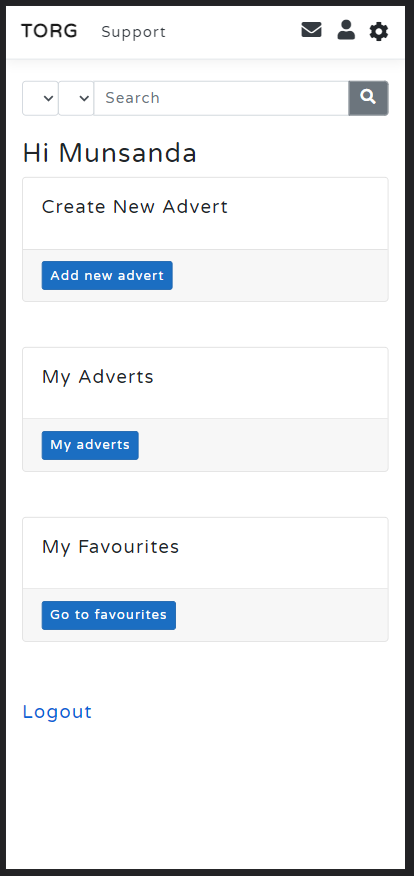 TORG Support
Search
Hi Munsanda
Create New Advert
Add new advert
My Adverts
My adverts
My Favourites
Go to favourites
Logout